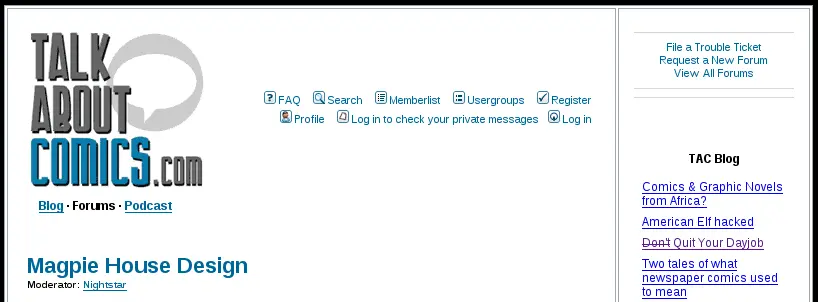 TALK
ABOUT
COMICS.com
FAQ Search Memberlist Usergroups Register
Profile Log in to check your private messages Log in
Blog · Forums · Podcast
Magpie House Design
Moderator: Nightstar
File a Trouble Ticket
Request a New Forum
View All Forums
TAC Blog
Comics & Graphic Novels
from Africa?
American Elf hacked
Don't Quit Your Dayjob
Two tales of what
newspaper comics used
to mean